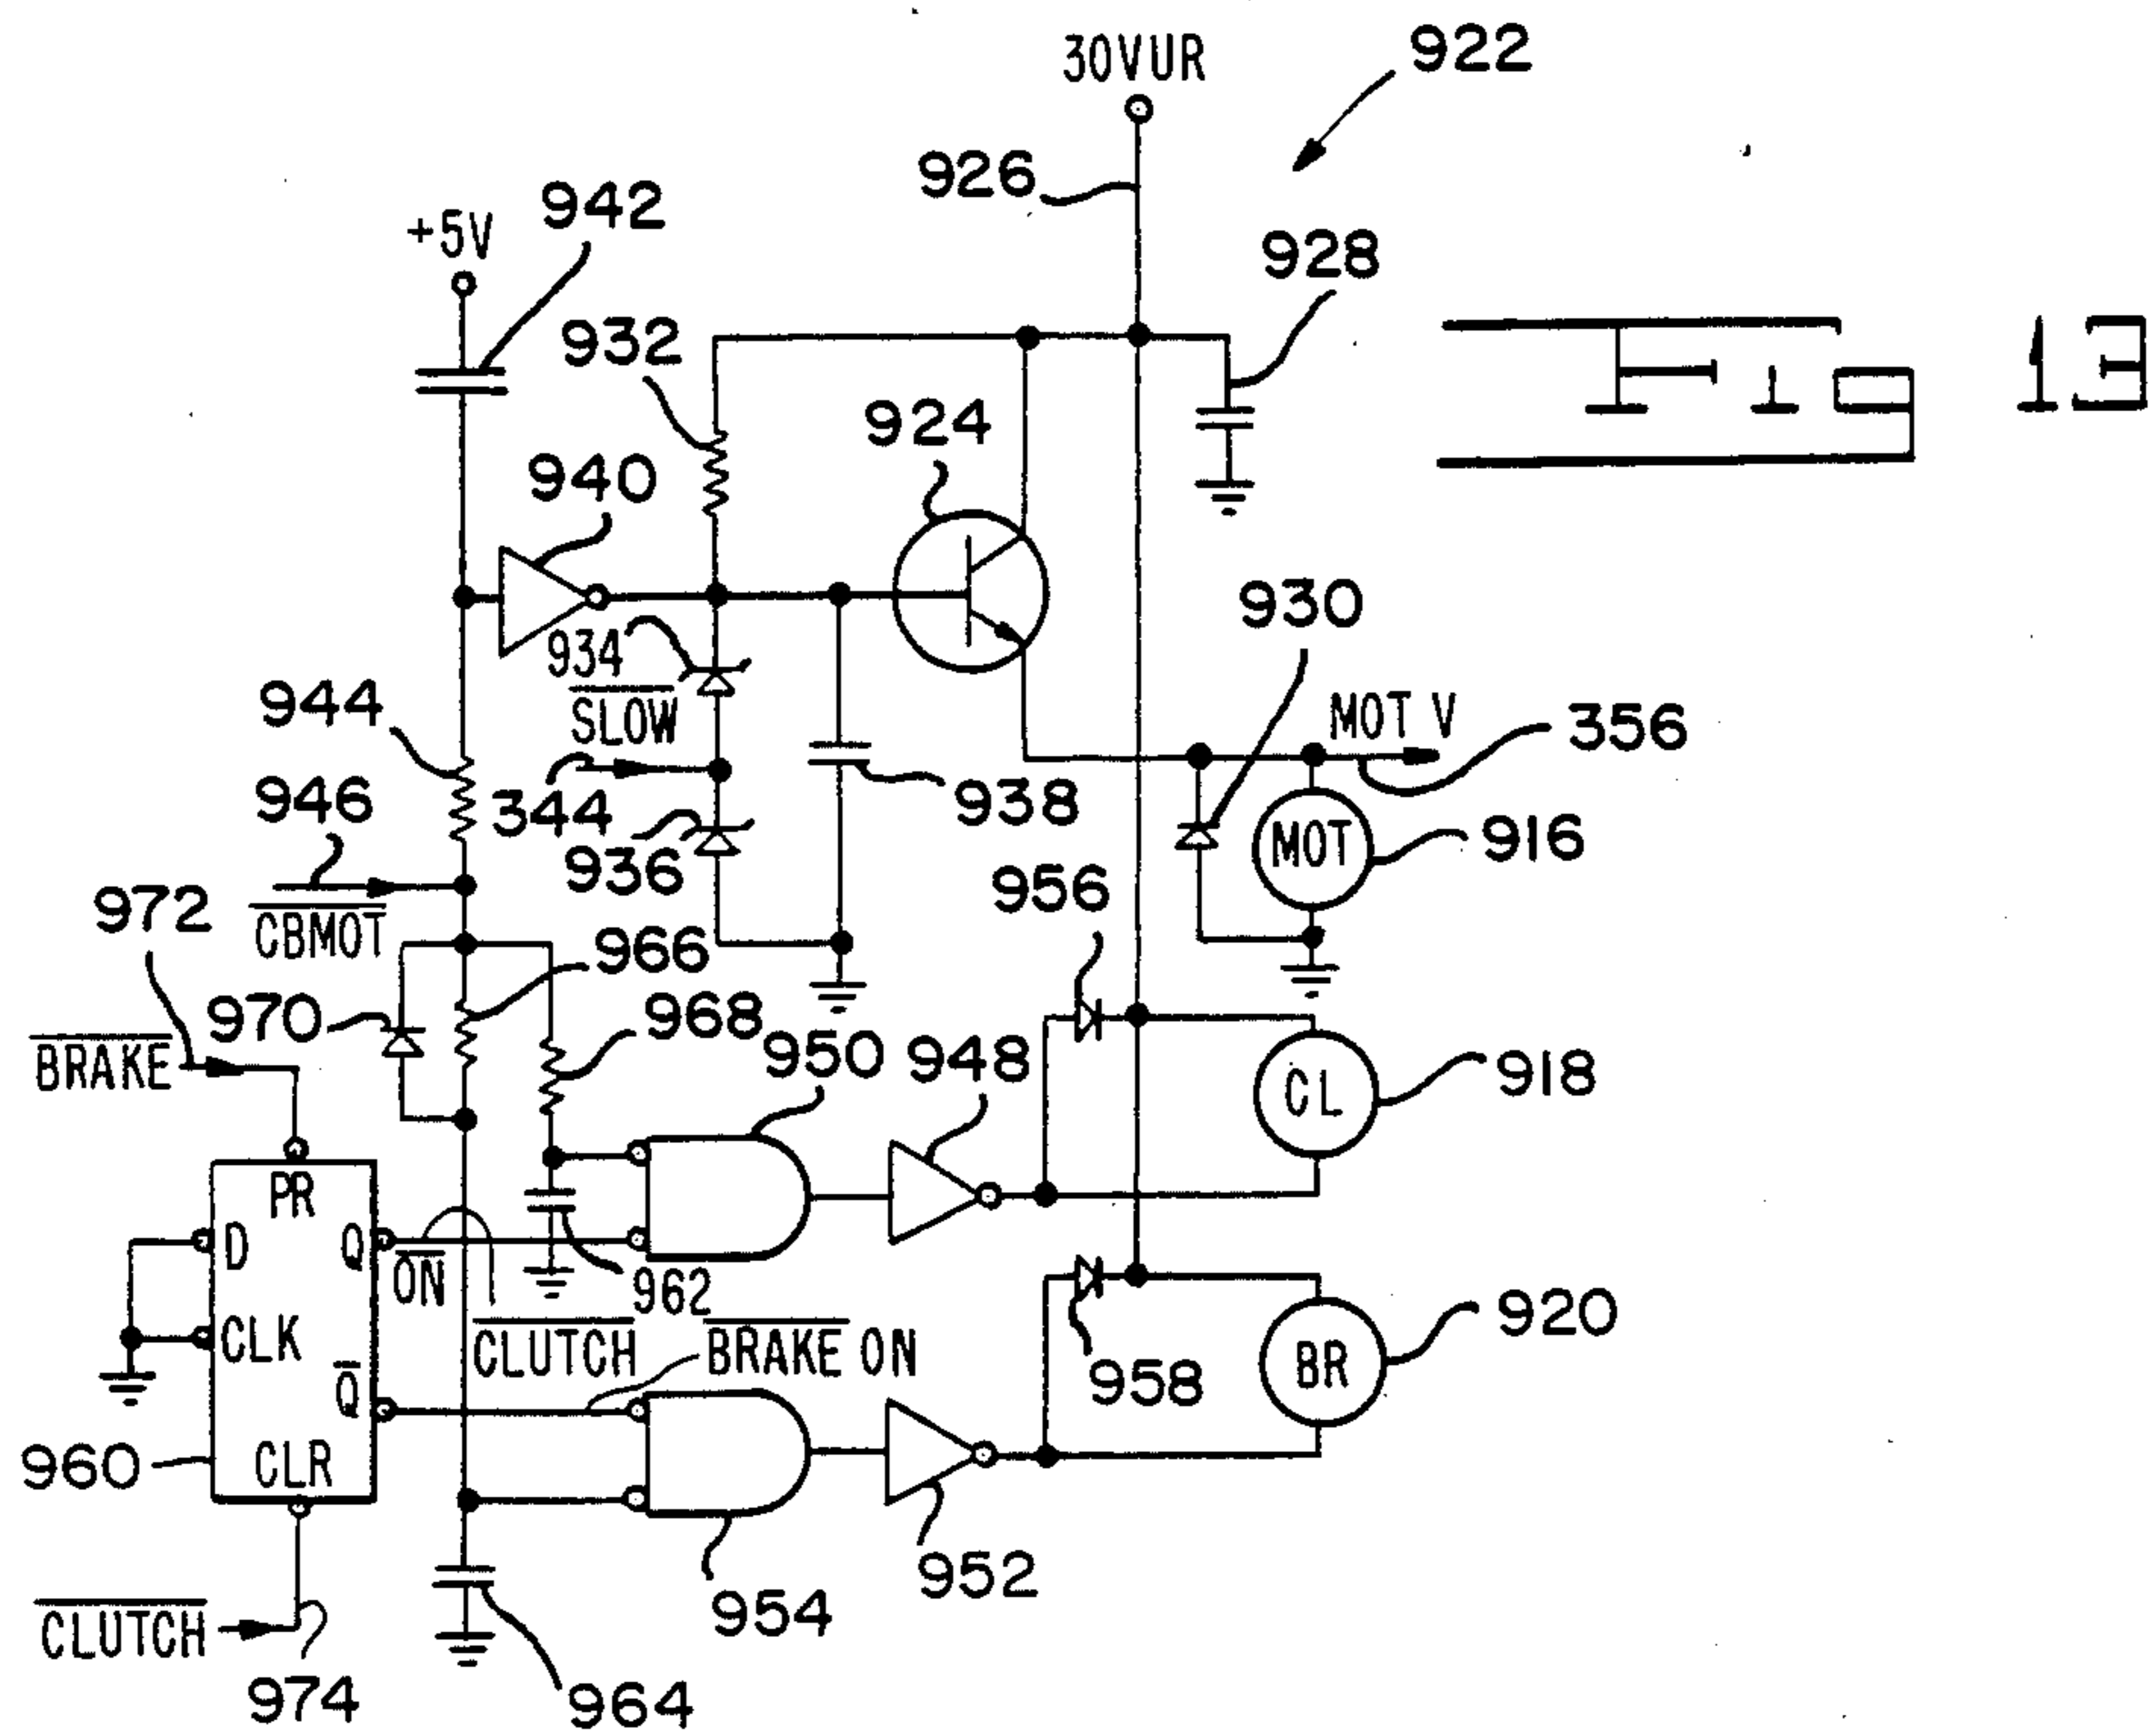 30VUR
922
926
942
+5V
928
932
Fig 13
924
940
930
934
SLOW
MOT V
356
944
946
344
938
MOT
916
936
956
972
CBMOT
966
970
968
950
948
CL
918
BRAKE
PR
D
Q
ON
962
CLK
CLUTCH
BRAKE ON
958
BR
920
Q
960
CLR
952
954
CLUTCH
974
964